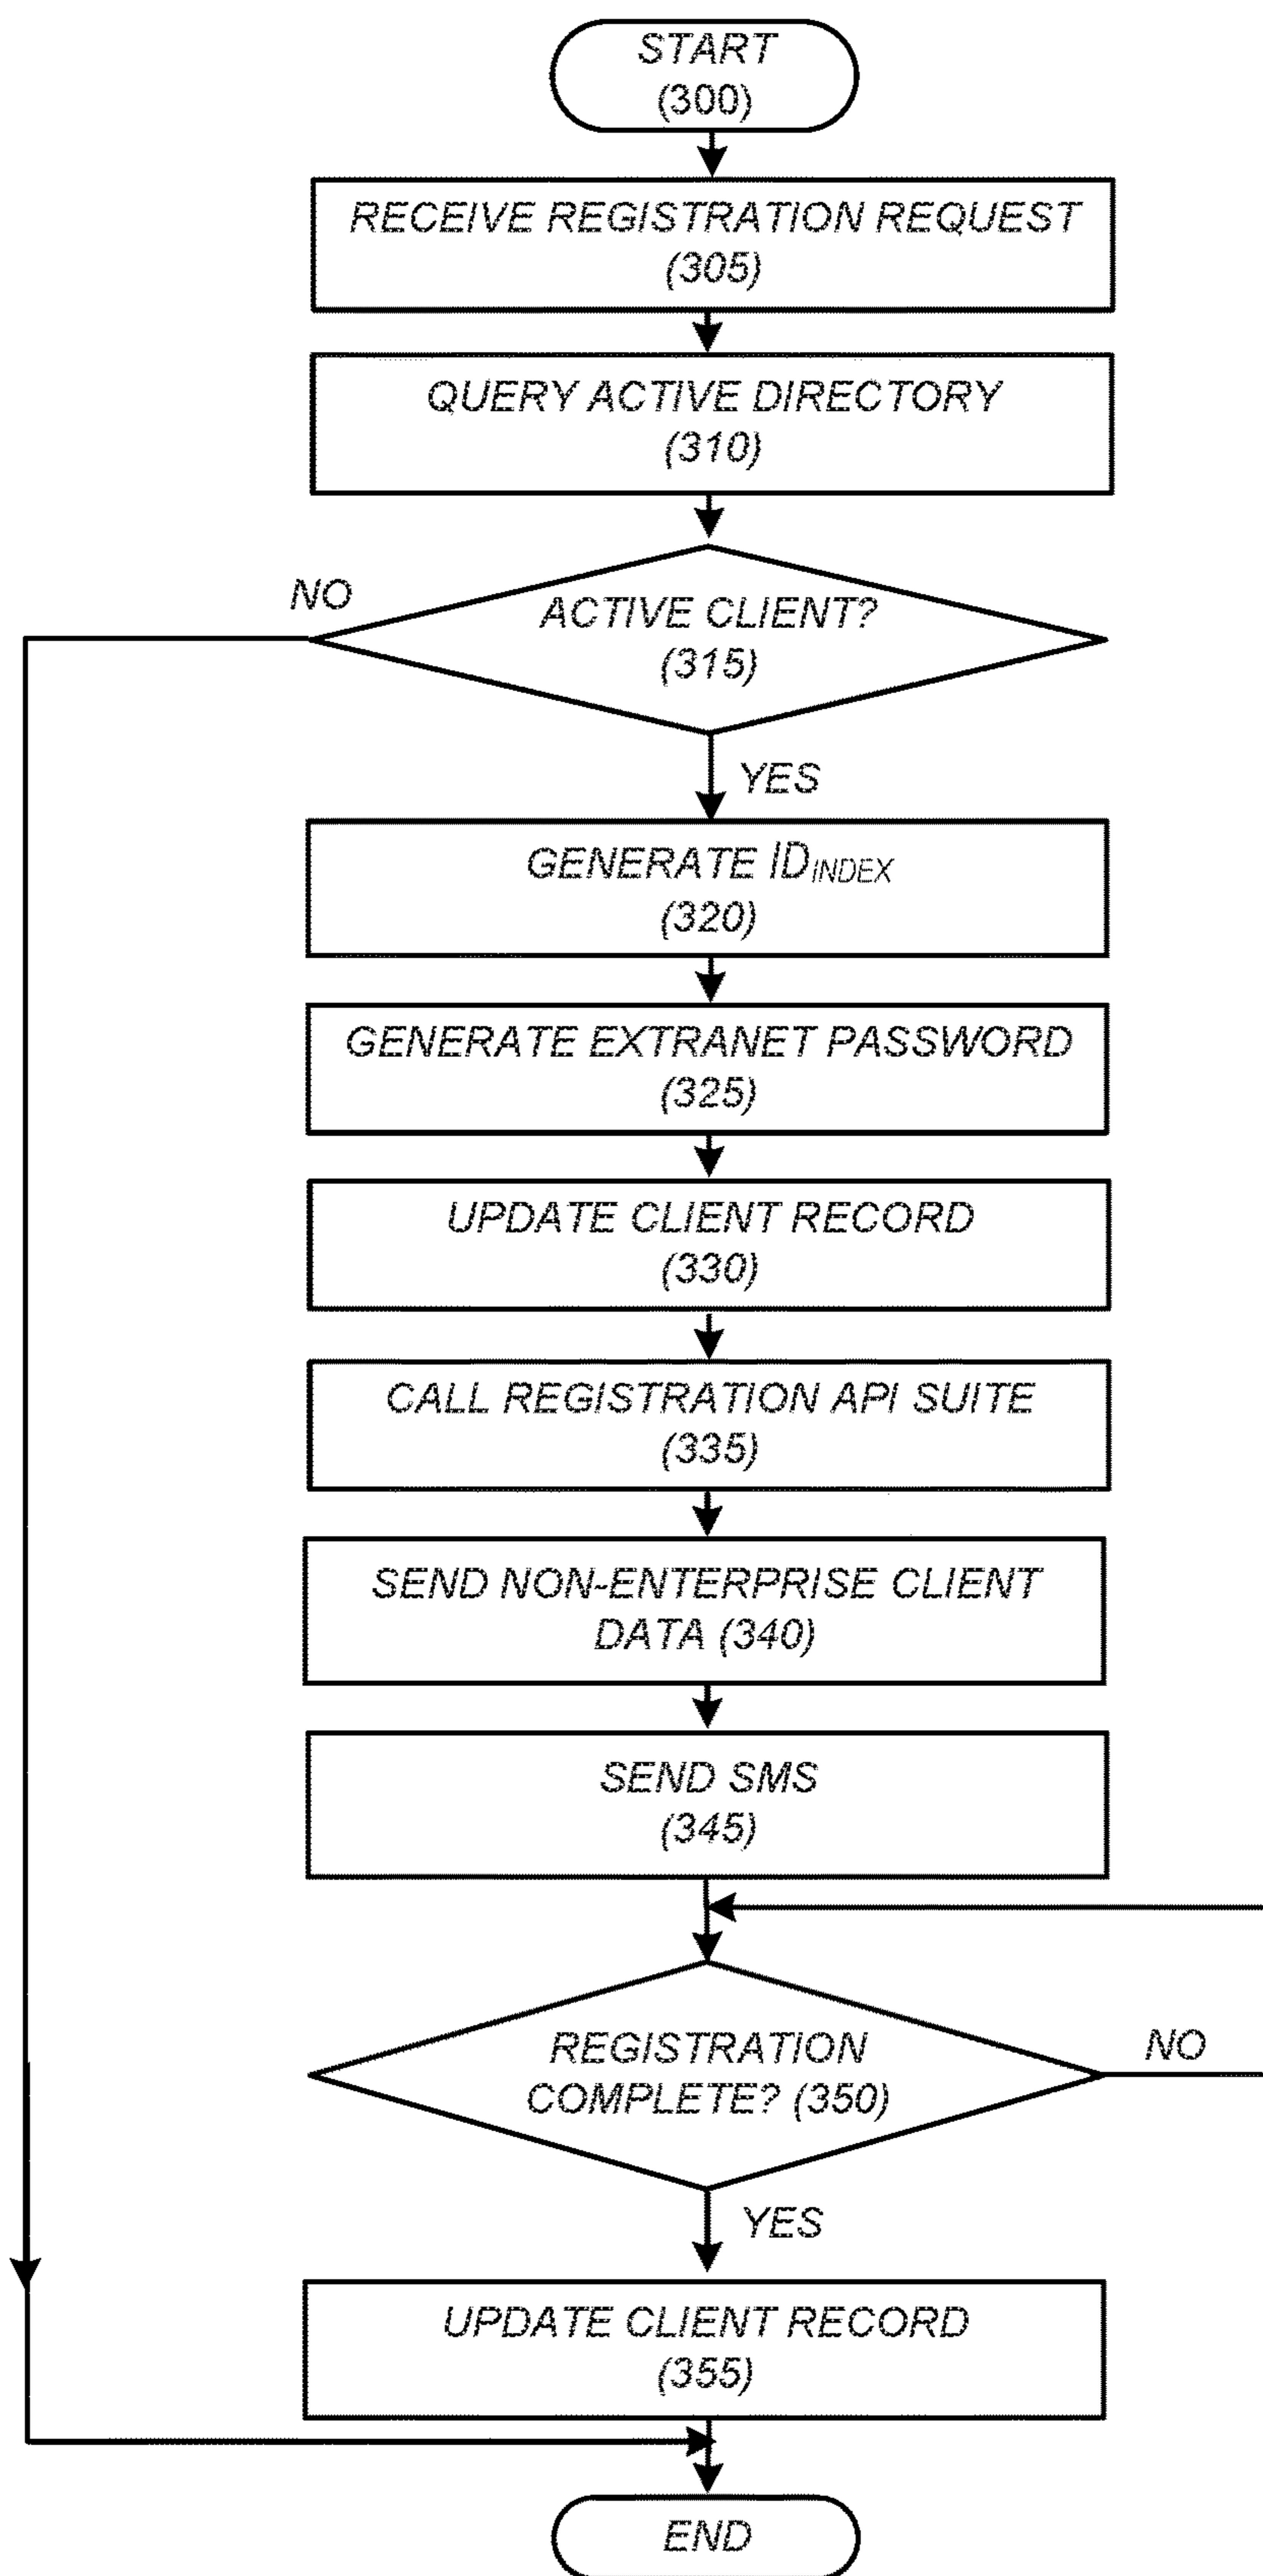 START
(300)
RECEIVE REGISTRATION REQUEST
(305)
QUERY ACTIVE DIRECTORY
(310)
NO
ACTIVE CLIENT?
(315)
YES
GENERATE IDINDEX
(320)
GENERATE EXTRANET PASSWORD
(325)
UPDATE CLIENT RECORD
(330)
CALL REGISTRATION API SUITE
(335)
SEND NON-ENTERPRISE CLIENT
DATA (340)
SEND SMS
(345)
REGISTRATION
COMPLETE? (350)
NO
YES
UPDATE CLIENT RECORD
(355)
END